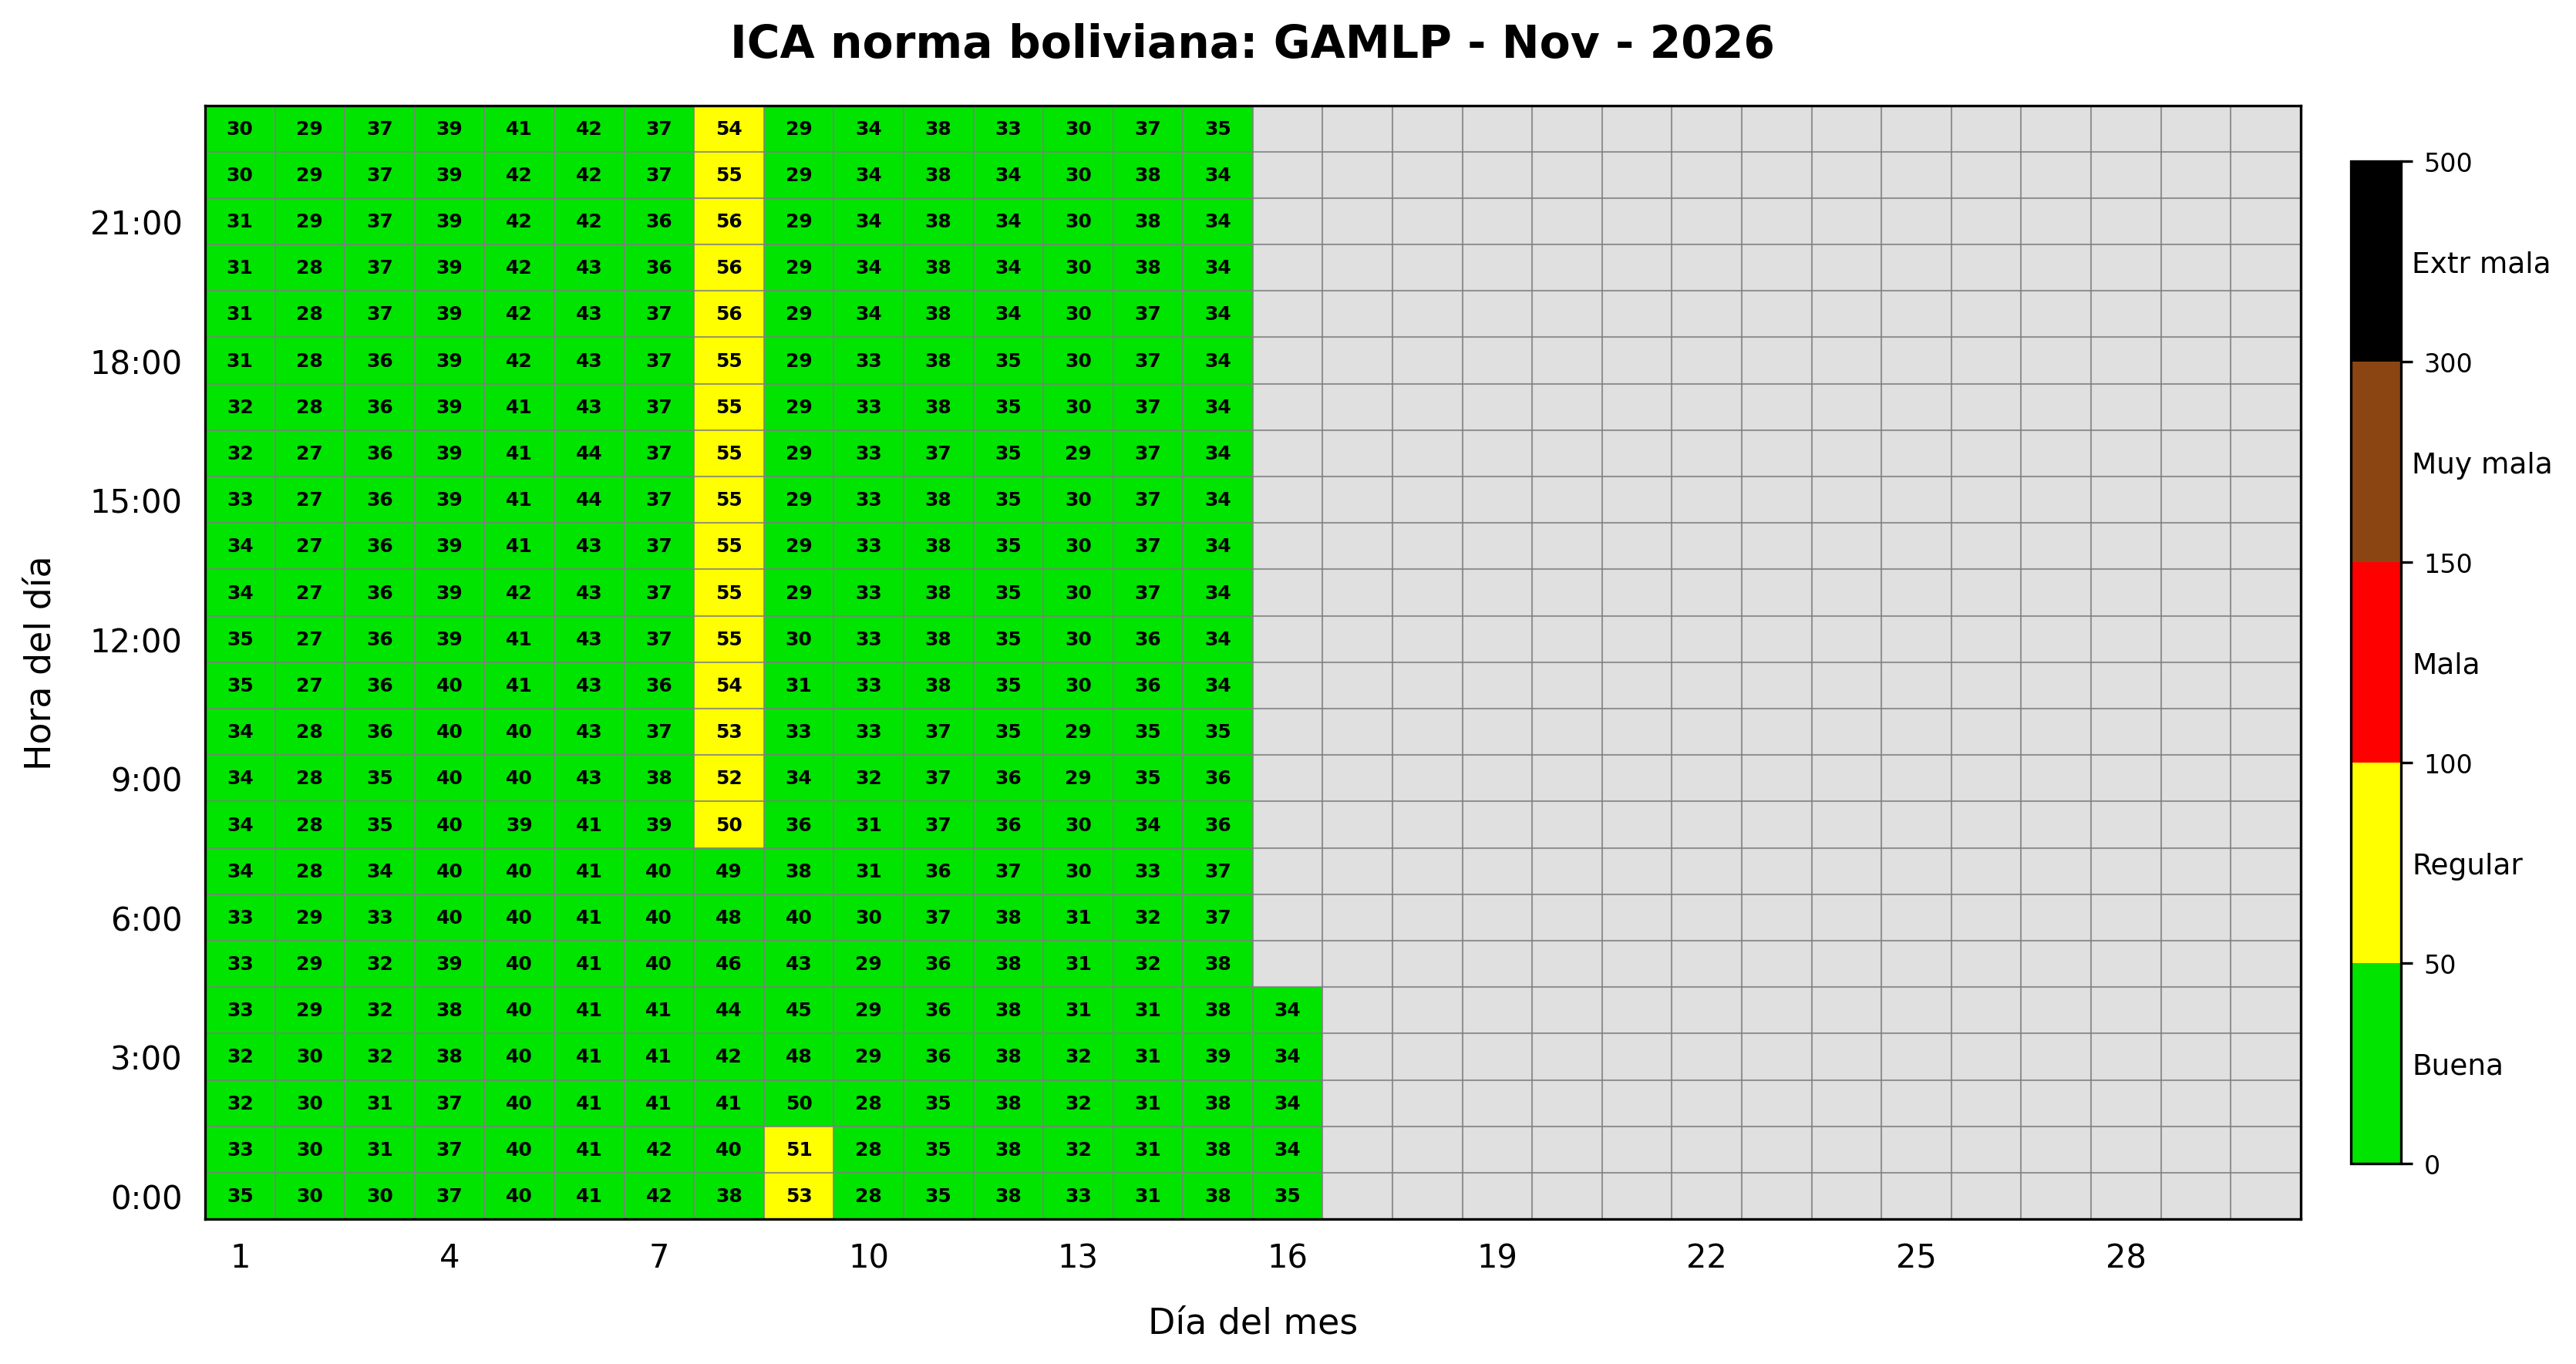 ICA norma boliviana: GAMLP - Nov - 2026
30 29 37 39 41 42 37 54 29 34 38 33 30 37 35
30 29 37 39 42 42 37 55 29 34 38 34 30 38 34
21:00 31 29 37 39 42 42 36 56 29 34 38 34 30 38 34
31 28 37 39 42 43 36 56 29 34 38 34 30 38 34
31 28 37 39 42 43 37 56 29 34 38 34 30 37 34
18:00 31 28 36 39 42 43 37 55 29 33 38 35 30 37 34
32 28 36 39 41 43 37 55 29 33 38 35 30 37 34
32 27 36 39 41 44 37 55 29 33 37 35 29 37 34
15:00 33 27 36 39 41 44 37 55 29 33 38 35 30 37 34
34 27 36 39 41 43 37 55 29 33 38 35 30 37 34
34 27 36 39 42 43 37 55 29 33 38 35 30 37 34
12:00 35 27 36 39 41 43 37 55 30 33 38 35 30 36 34
35 27 36 40 41 43 36 54 31 33 38 35 30 36 34
34 28 36 40 40 43 37 53 33 33 37 35 29 35 35
9:00 34 28 35 40 40 43 38 52 34 32 37 36 29 35 36
34 28 35 40 39 41 39 50 36 31 37 36 30 34 36
34 28 34 40 40 41 40 49 38 31 36 37 30 33 37
6:00 33 29 33 40 40 41 40 48 40 30 37 38 31 32 37
33 29 32 39 40 41 40 46 43 29 36 38 31 32 38
33 29 32 38 40 41 41 44 45 29 36 38 31 31 38 34
3:00 32 30 32 38 40 41 41 42 48 29 36 38 32 31 39 34
32 30 31 37 40 41 41 41 50 28 35 38 32 31 38 34
33 30 31 37 40 41 42 40 51 28 35 38 32 31 38 34
0:00 35 30 30 37 40 41 42 38 53 28 35 38 33 31 38 35
1 4 7 10 13 16 19 22 25 28
Día del mes
Hora del día
500
Extr mala
300
Muy mala
150
Mala
100
Regular
50
Buena
0